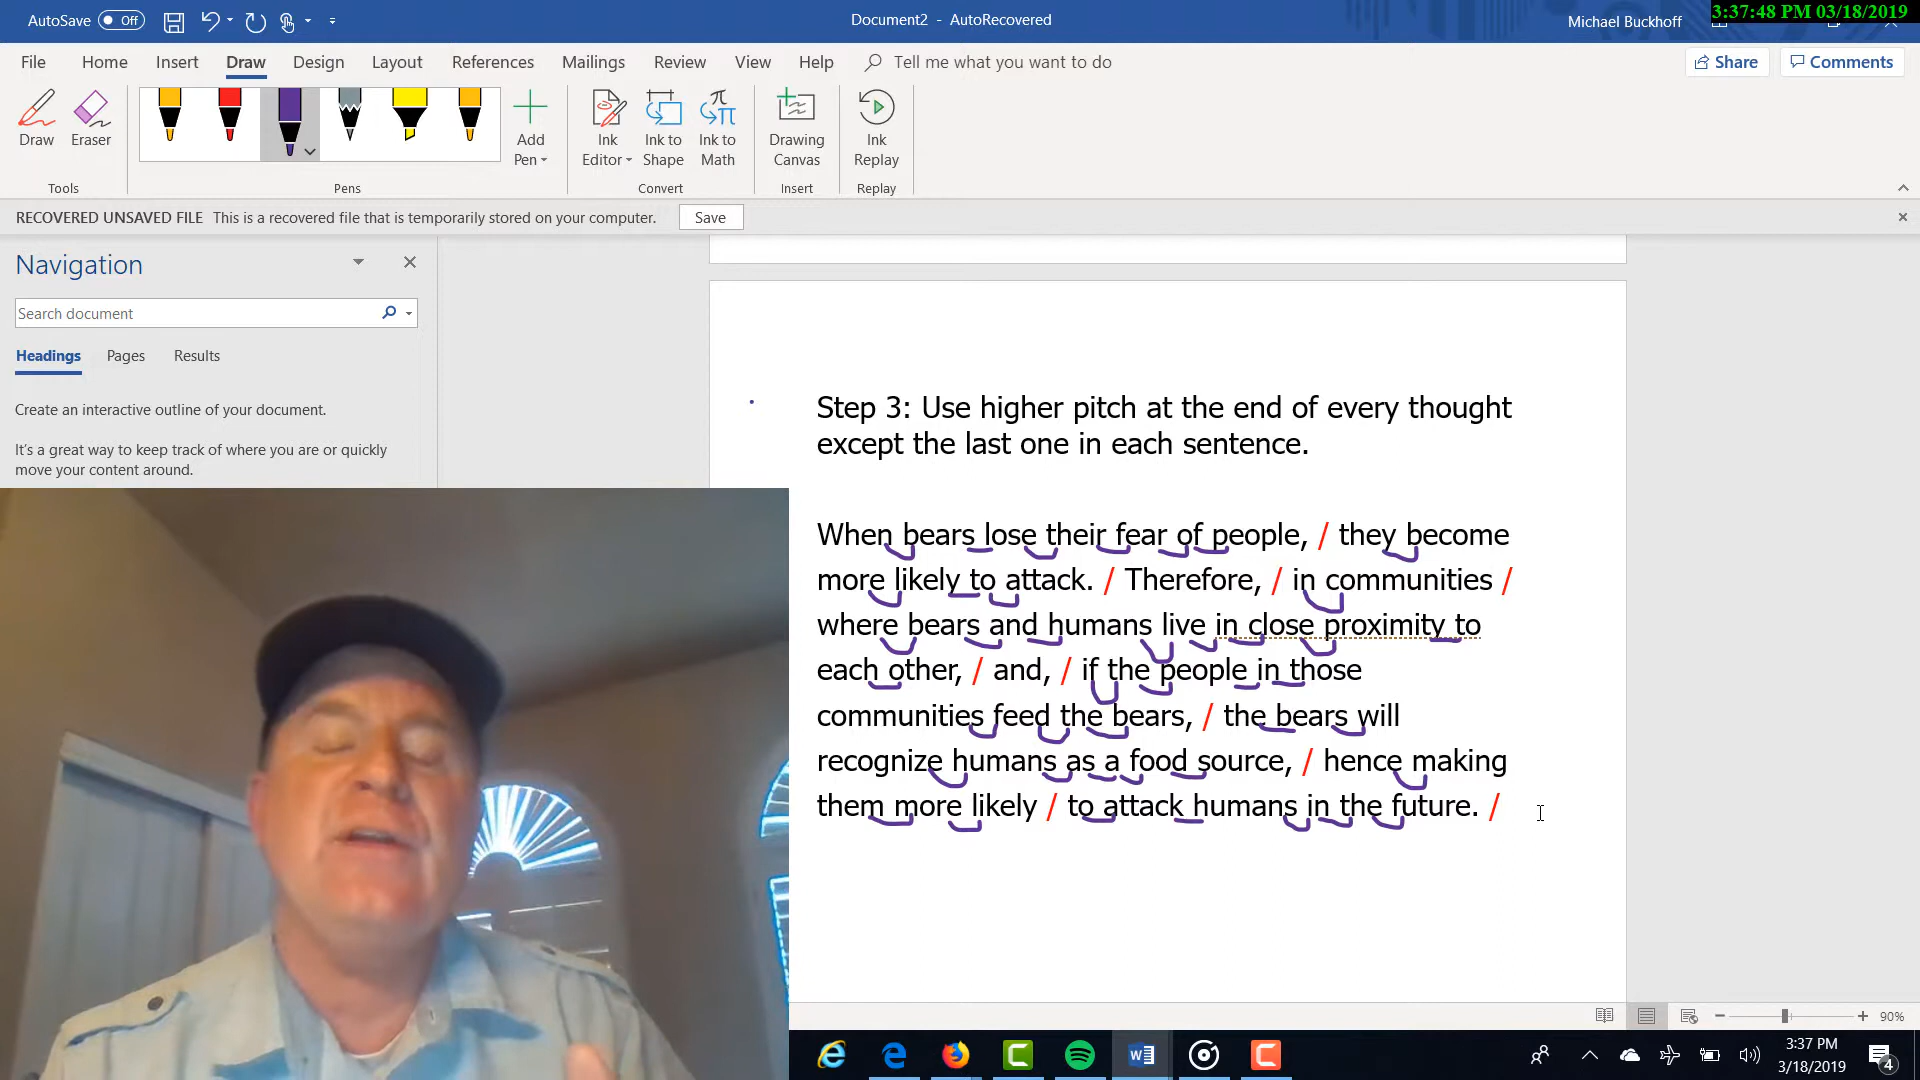 AutoSave Off
Document2 - AutoRecovered
Michael Buckhoff
3:37:48 PM 03/18/2019
File Home Insert Draw Design Layout References Mailings Review View Help Tell me what you want to do
Share Comments
Draw Eraser
Add Pen
Ink Editor
Ink to Shape
Ink to Math
Drawing Canvas
Ink Replay
Tools Pens Convert Insert Replay
RECOVERED UNSAVED FILE This is a recovered file that is temporarily stored on your computer. Save
Navigation
Search document
Headings Pages Results
Create an interactive outline of your document.
It's a great way to keep track of where you are or quickly
move your content around.
Step 3: Use higher pitch at the end of every thought
except the last one in each sentence.
When bears lose their fear of people, / they become
more likely to attack. / Therefore, / in communities /
where bears and humans live in close proximity to
each other, / and, / if the people in those
communities feed the bears, / the bears will
recognize humans as a food source, / hence making
them more likely / to attack humans in the future. /
90%
3:37 PM
3/18/2019
4